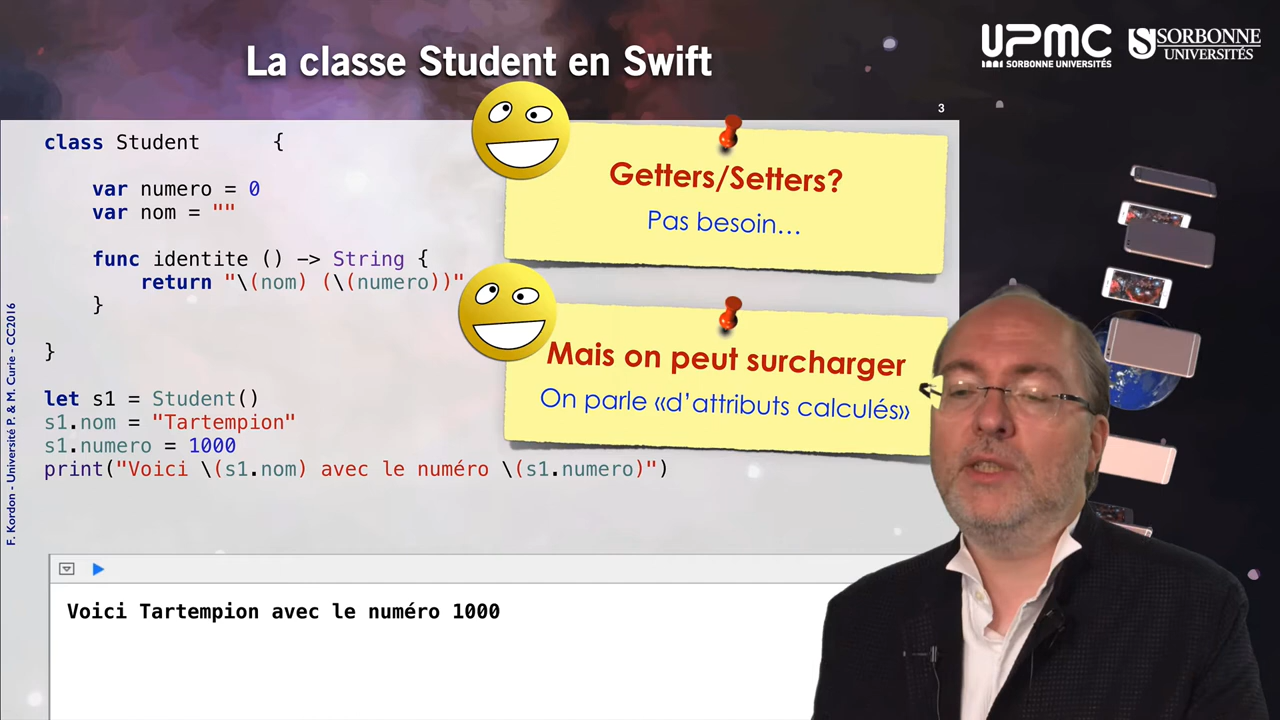 La classe Student en Swift
UPMC
SORBONNE UNIVERSITÉS
SORBONNE
UNIVERSITÉS
3
class Student {
var numero = 0
var nom = ""
func identite () -> String {
return "\(nom) (\(numero))"
}
}
let s1 = Student()
s1.nom = "Tartempion"
s1.numero = 1000
print("Voici \(s1.nom) avec le numéro \(s1.numero)")
Getters/Setters?
Pas besoin…
Mais on peut surcharger
On parle «d’attributs calculés»
Voici Tartempion avec le numéro 1000
F. Kordon - Université P. & M. Curie - CC2016